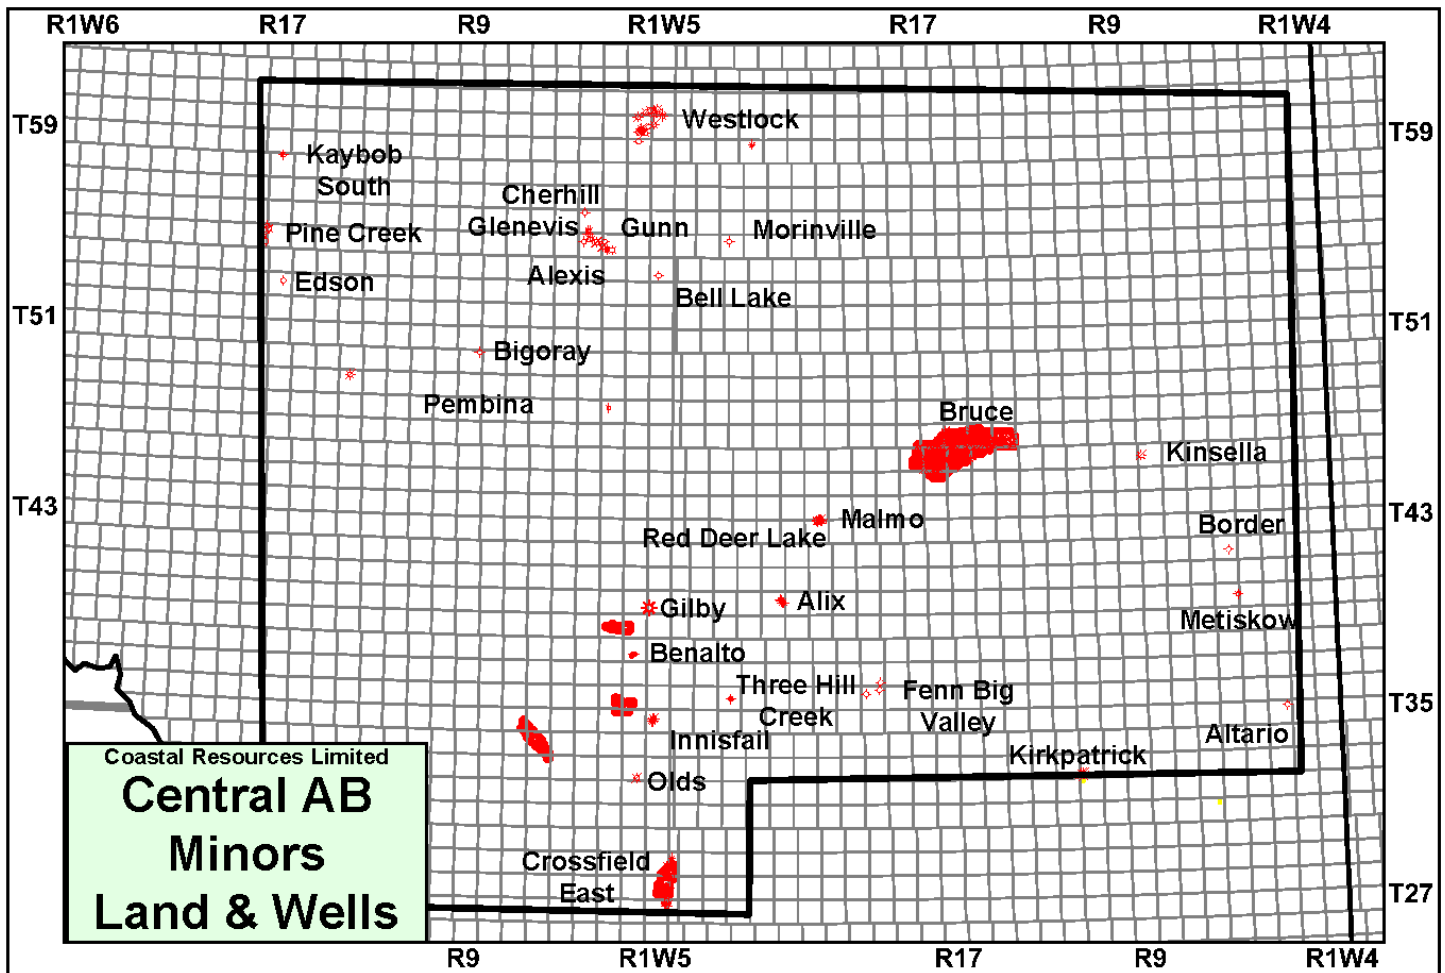 R1W6 R17 R9 R1W5 R17 R9 R1W4
T59 Westlock T59
Kaybob
South
Cherhill
Glenevis Gunn Morinville
Pine Creek
Alexis
Edson
Bell Lake
T51 T51
Bigoray
Pembina
Bruce
Kinsella
T43 T43
Malmo
Border
Red Deer Lake
Gilby
Alix
Metiskow
Benalto
Three Hill
Creek
Fenn Big
Valley
T35
Altario
Innisfail
Kirkpatrick
Olds
Crossfield
East
T27
Coastal Resources Limited
Central AB
Minors
Land & Wells
R9 R1W5 R17 R9 R1W4